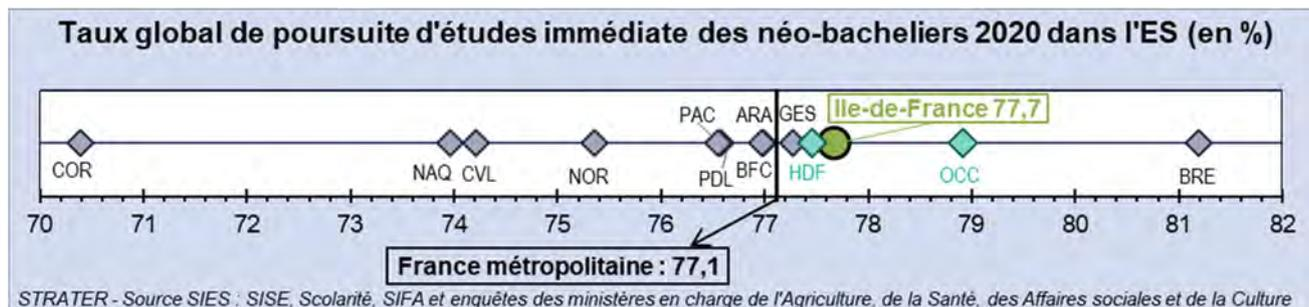 Taux global de poursuite d'études immédiate des néo-bacheliers 2020 dans l'ES (en %)
PAC ARA GES Ile-de-France 77,7
COR NAQ CVL NOR PDL BFC HDF OCC BRE
70 71 72 73 74 75 76 77 78 79 80 81 82
France métropolitaine : 77,1
STRATER - Source SIES : SISE, Scolarité, SIFA et enquêtes des ministères en charge de l'Agriculture, de la Santé, des Affaires sociales et de la Culture